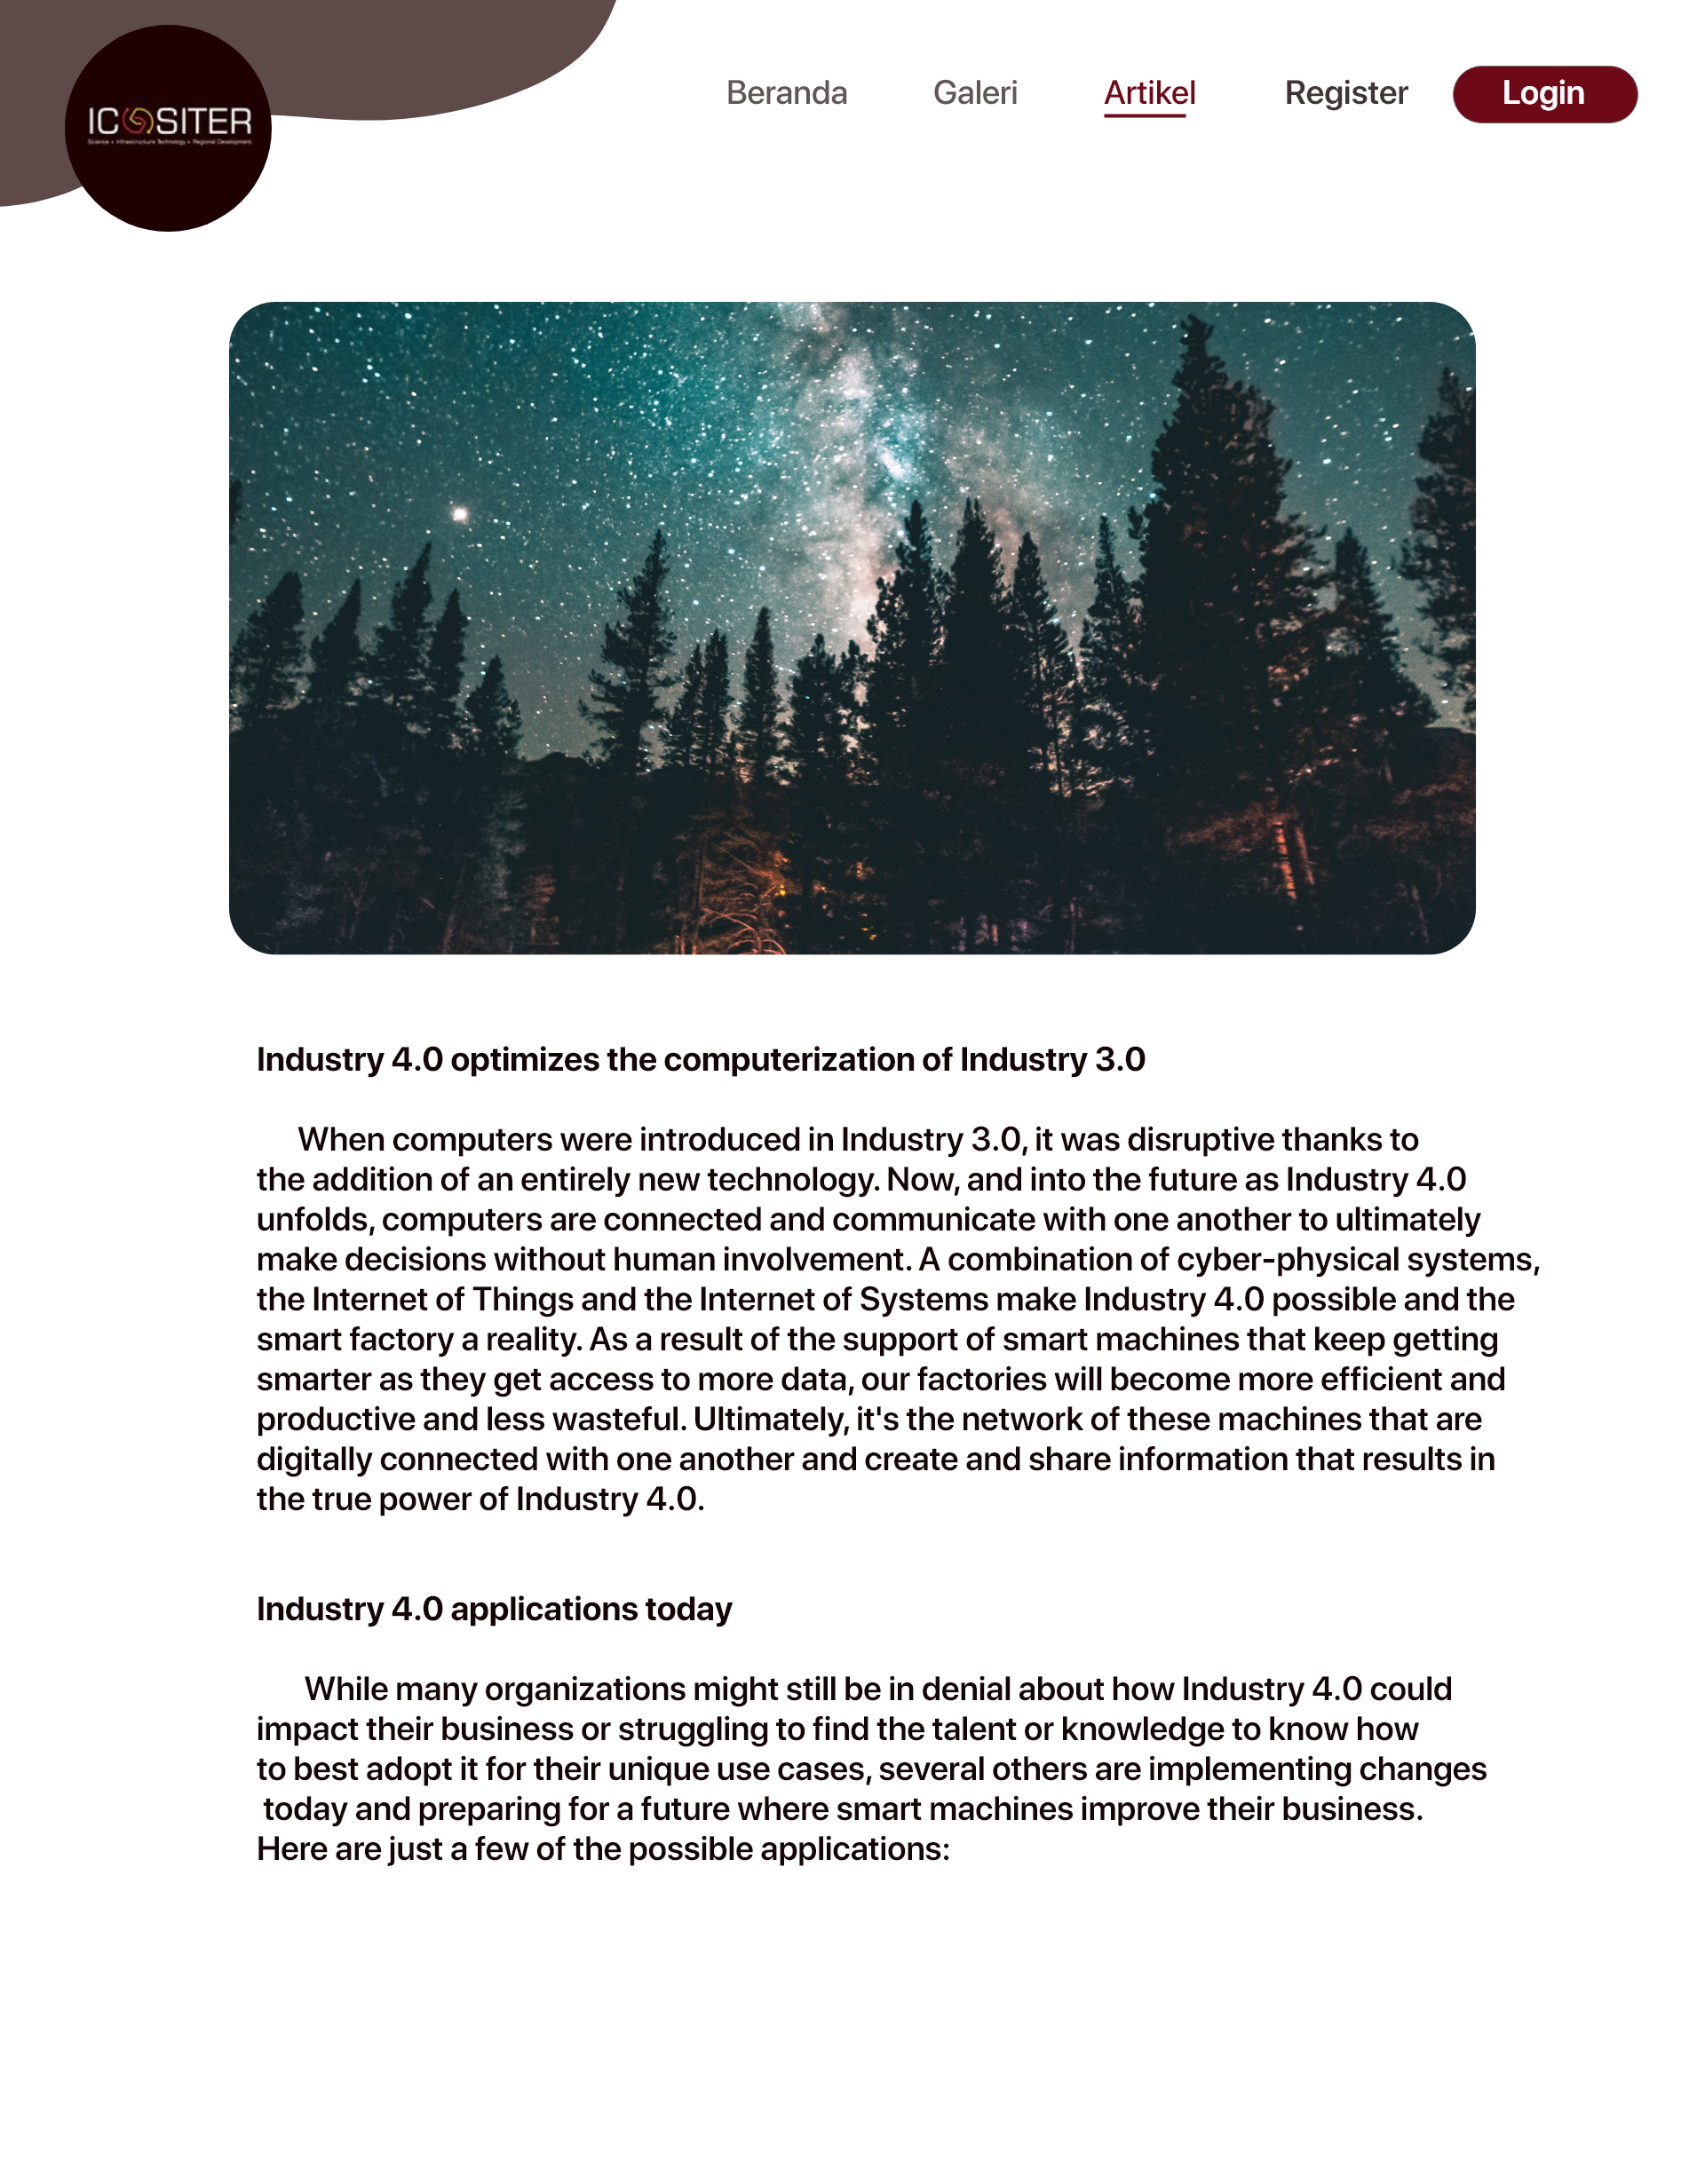 ICOSITER
Science • Infrastructure Technology • Regional Development
Beranda
Galeri
Artikel
Register
Login
Industry 4.0 optimizes the computerization of Industry 3.0
When computers were introduced in Industry 3.0, it was disruptive thanks to
the addition of an entirely new technology. Now, and into the future as Industry 4.0
unfolds, computers are connected and communicate with one another to ultimately
make decisions without human involvement. A combination of cyber-physical systems,
the Internet of Things and the Internet of Systems make Industry 4.0 possible and the
smart factory a reality. As a result of the support of smart machines that keep getting
smarter as they get access to more data, our factories will become more efficient and
productive and less wasteful. Ultimately, it's the network of these machines that are
digitally connected with one another and create and share information that results in
the true power of Industry 4.0.
Industry 4.0 applications today
While many organizations might still be in denial about how Industry 4.0 could
impact their business or struggling to find the talent or knowledge to know how
to best adopt it for their unique use cases, several others are implementing changes
today and preparing for a future where smart machines improve their business.
Here are just a few of the possible applications: